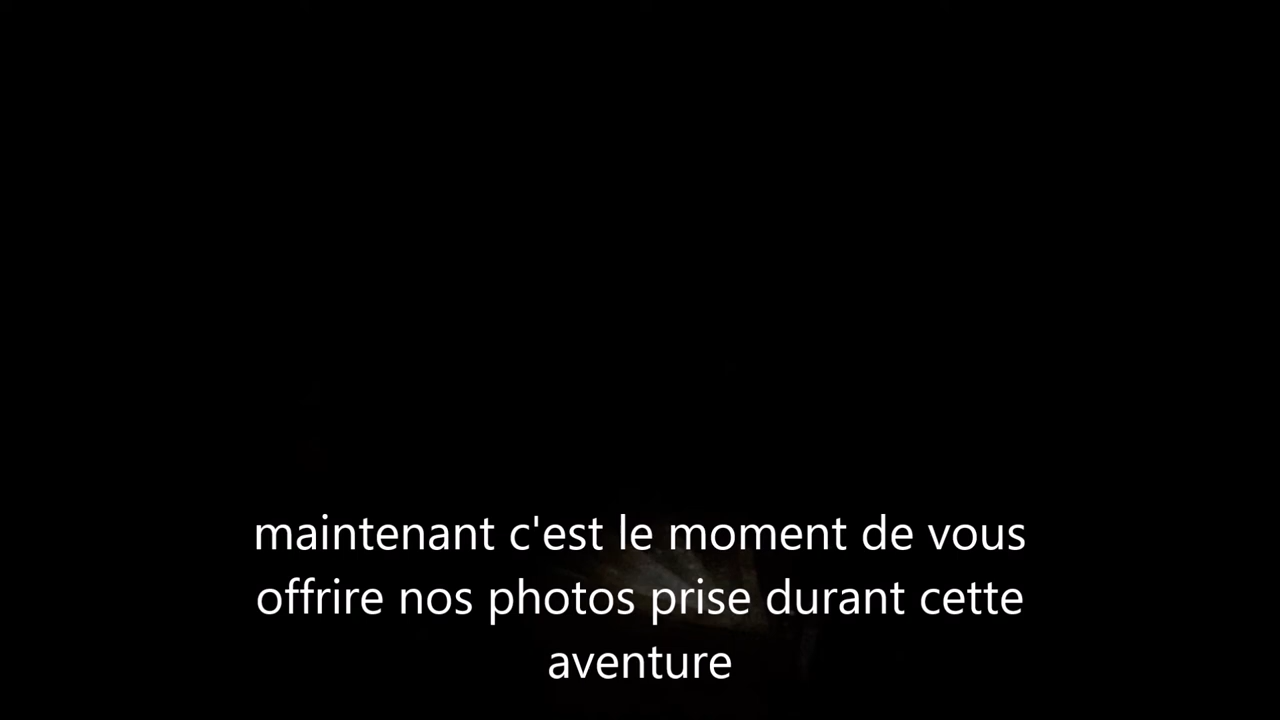 maintenant c'est le moment de vous
offrire nos photos prise durant cette
aventure